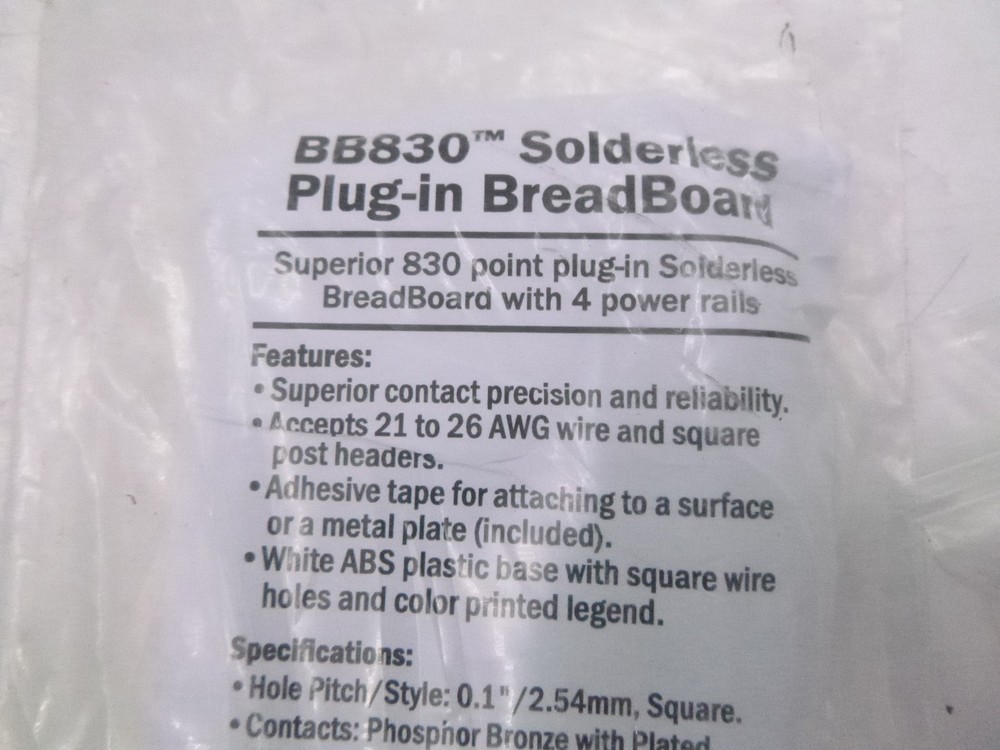 BB830™ Solderless
Plug-in BreadBoard
Superior 830 point plug-in Solderless
BreadBoard with 4 power rails
Features:
• Superior contact precision and reliability.
• Accepts 21 to 26 AWG wire and square
post headers.
• Adhesive tape for attaching to a surface
or a metal plate (included).
• White ABS plastic base with square wire
holes and color printed legend.
Specifications:
• Hole Pitch/Style: 0.1"/2.54mm, Square.
• Contacts: Phosphor Bronze with Plated